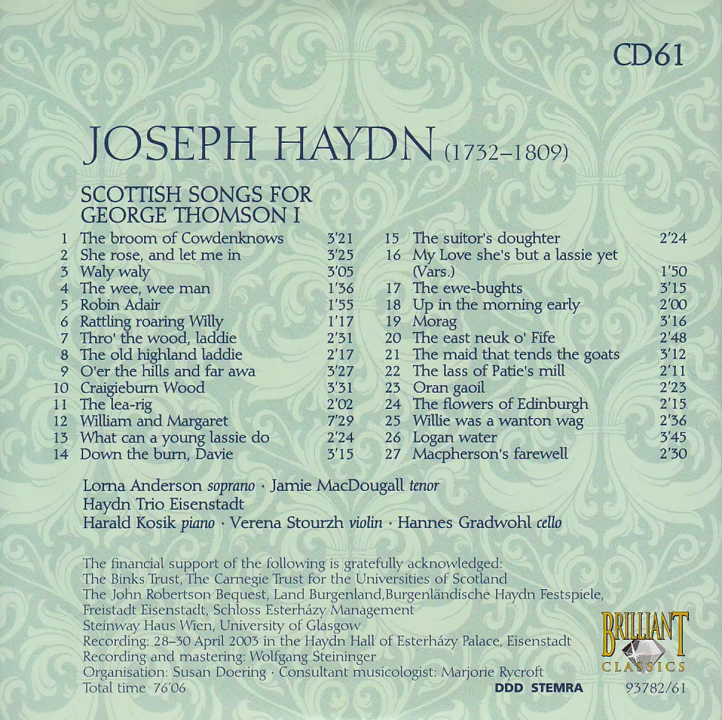 CD61
JOSEPH HAYDN (1732–1809)
SCOTTISH SONGS FOR
GEORGE THOMSON I
1 The broom of Cowdenknows 3'21
2 She rose, and let me in 3'25
3 Waly waly 3'05
4 The wee, wee man 1'36
5 Robin Adair 1'55
6 Rattling roaring Willy 1'17
7 Thro' the wood, laddie 2'31
8 The old highland laddie 2'17
9 O'er the hills and far awa 3'27
10 Craigieburn Wood 3'31
11 The lea-rig 2'02
12 William and Margaret 7'29
13 What can a young lassie do 2'24
14 Down the burn, Davie 3'15
15 The suitor's doughter 2'24
16 My Love she's but a lassie yet
(Vars.) 1'50
17 The ewe-bughts 3'15
18 Up in the morning early 2'00
19 Morag 3'16
20 The east neuk o' Fife 2'48
21 The maid that tends the goats 3'12
22 The lass of Patie's mill 2'11
23 Oran gaoil 2'23
24 The flowers of Edinburgh 2'15
25 Willie was a wanton wag 2'36
26 Logan water 3'45
27 Macpherson's farewell 2'30
Lorna Anderson soprano · Jamie MacDougall tenor
Haydn Trio Eisenstadt
Harald Kosik piano · Verena Stourzh violin · Hannes Gradwohl cello
The financial support of the following is gratefully acknowledged:
The Binks Trust, The Carnegie Trust for the Universities of Scotland
The John Robertson Bequest, Land Burgenland,Burgenländische Haydn Festspiele,
Freistadt Eisenstadt, Schloss Esterházy Management
Steinway Haus Wien, University of Glasgow
Recording: 28–30 April 2003 in the Haydn Hall of Esterházy Palace, Eisenstadt
Recording and mastering: Wolfgang Steininger
Organisation: Susan Doering · Consultant musicologist: Marjorie Rycroft
Total time 76'06
DDD STEMRA
BRILLIANT
CLASSICS
93782/61